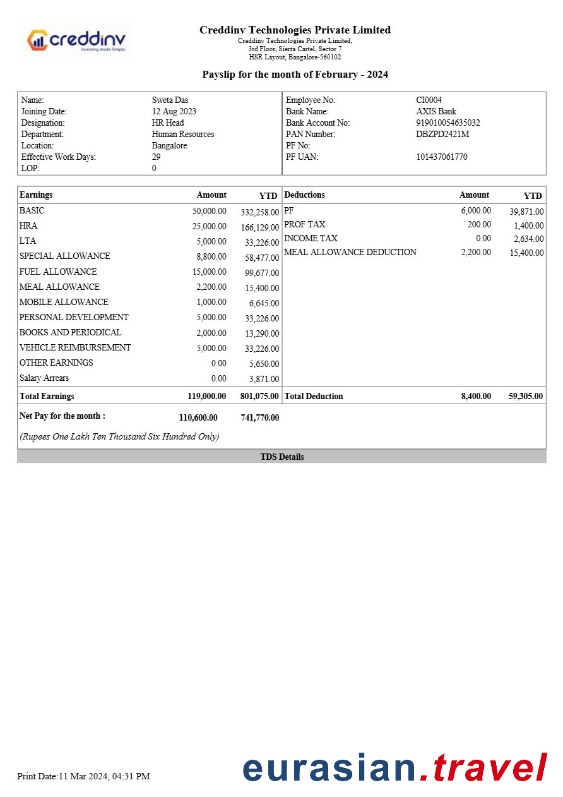 creddinv
Investing Made Simple
Creddinv Technologies Private Limited
Creddinv Technologies Private Limited,
3rd Floor, Sierra Cartel, Sector 7
HSR Layout, Bangalore-560102
Payslip for the month of February - 2024
Name: Sweta Das Employee No: CI0004
Joining Date: 12 Aug 2023 Bank Name: AXIS Bank
Designation: HR Head Bank Account No: 919010054635032
Department: Human Resources PAN Number: DBZPD2421M
Location: Bangalore PF No:
Effective Work Days: 29 PF UAN: 101437061770
LOP: 0
Earnings Amount YTD Deductions Amount YTD
BASIC 50,000.00 332,258.00 PF 6,000.00 39,871.00
HRA 25,000.00 166,129.00 PROF TAX 200.00 1,400.00
LTA 5,000.00 33,226.00 INCOME TAX 0.00 2,634.00
SPECIAL ALLOWANCE 8,800.00 58,477.00 MEAL ALLOWANCE DEDUCTION 2,200.00 15,400.00
FUEL ALLOWANCE 15,000.00 99,677.00
MEAL ALLOWANCE 2,200.00 15,400.00
MOBILE ALLOWANCE 1,000.00 6,645.00
PERSONAL DEVELOPMENT 5,000.00 33,226.00
BOOKS AND PERIODICAL 2,000.00 13,290.00
VEHICLE REIMBURSEMENT 5,000.00 33,226.00
OTHER EARNINGS 0.00 5,650.00
Salary Arrears 0.00 3,871.00
Total Earnings 119,000.00 801,075.00 Total Deduction 8,400.00 59,305.00
Net Pay for the month : 110,600.00 741,770.00
(Rupees One Lakh Ten Thousand Six Hundred Only)
TDS Details
Print Date:11 Mar 2024, 04:31 PM
eurasian.travel